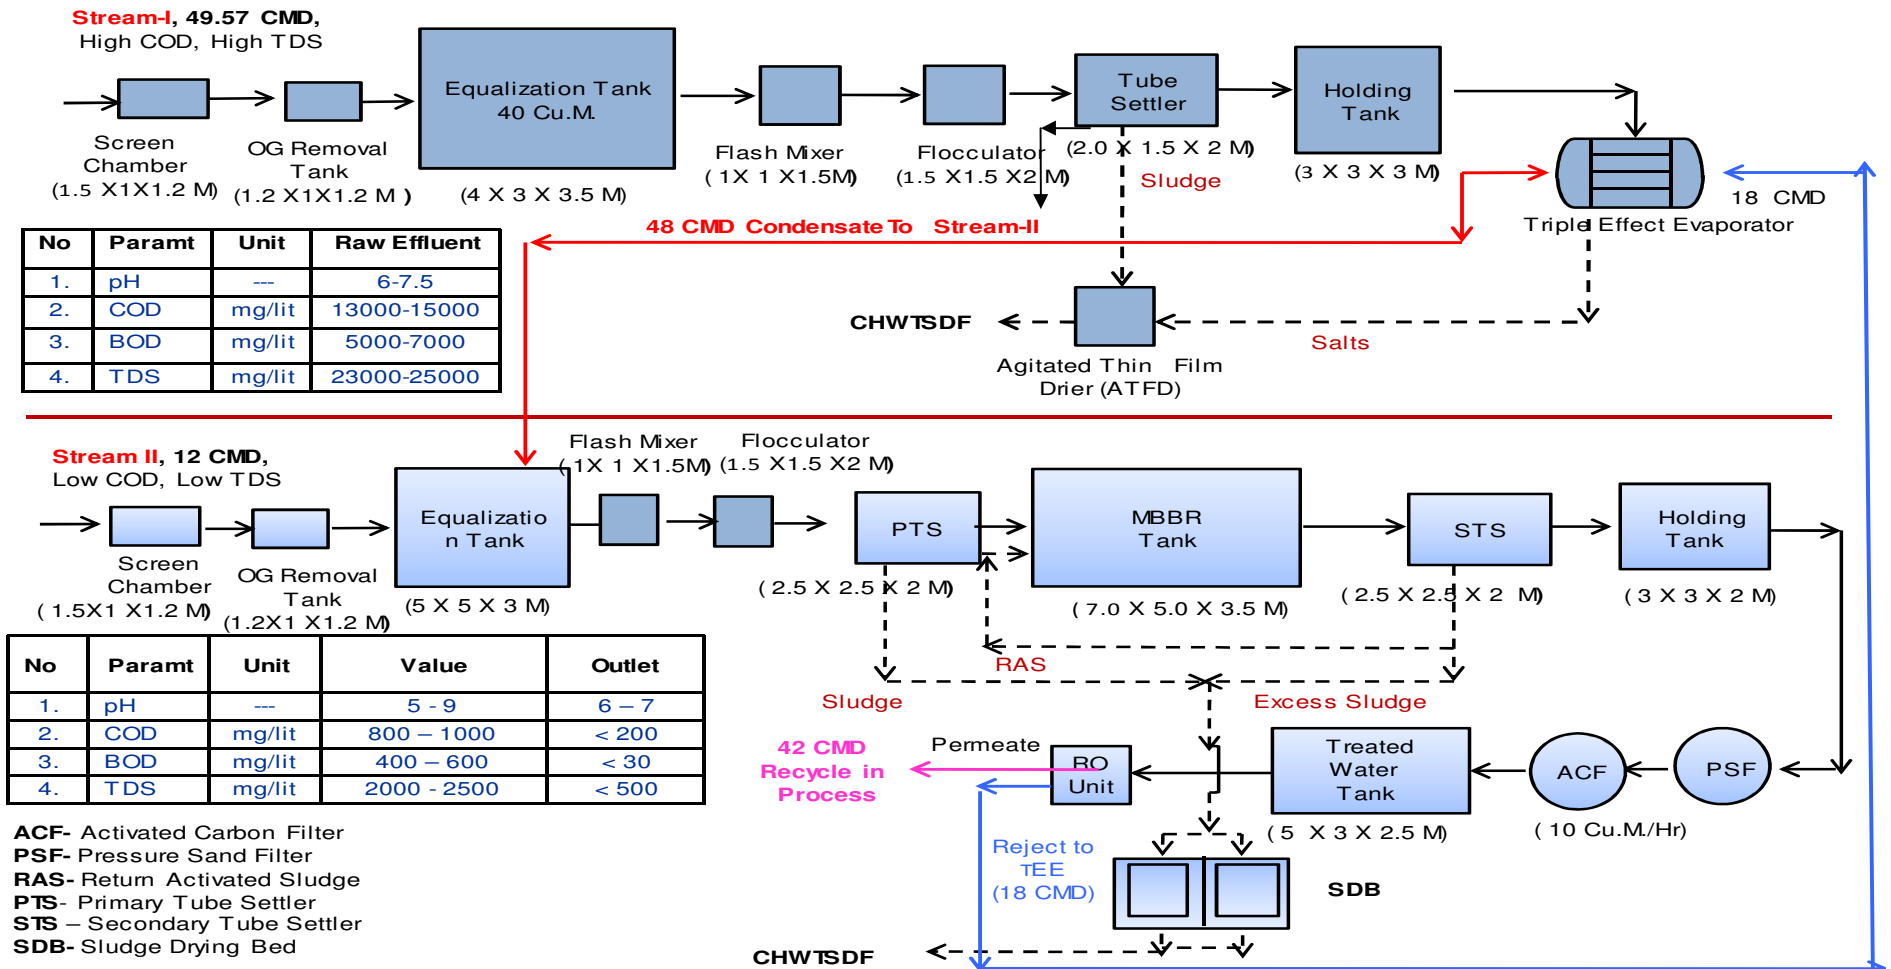 Stream-I, 49.57 CMD,
High COD, High TDS
Equalization Tank
40 Cu.M.
Tube
Settler
Holding
Tank
Screen
Chamber
(1.5 X1X1.2 M)
OG Removal
Tank
(1.2 X1X1.2 M )
(4 X 3 X 3.5 M)
Flash Mixer
( 1X 1 X1.5M)
Flocculator
(1.5 X1.5 X2 M)
(2.0 X 1.5 X 2 M)
Sludge
(3 X 3 X 3 M)
18 CMD
Triple Effect Evaporator
48 CMD Condensate To Stream-II
No Paramt Unit Raw Effluent
1. pH --- 6-7.5
2. COD mg/lit 13000-15000
3. BOD mg/lit 5000-7000
4. TDS mg/lit 23000-25000
CHWTSDF
Salts
Agitated Thin Film
Drier (ATFD)
Stream II, 12 CMD,
Low COD, Low TDS
Flash Mixer
( 1X 1 X1.5M)
Flocculator
(1.5 X1.5 X2 M)
Equalizatio
n Tank
PTS
MBBR
Tank
STS
Holding
Tank
Screen
Chamber
( 1.5X1 X1.2 M)
OG Removal
Tank
(1.2X1 X1.2 M)
(5 X 5 X 3 M)
( 2.5 X 2.5 X 2 M)
( 7.0 X 5.0 X 3.5 M)
( 2.5 X 2.5 X 2 M)
( 3 X 3 X 2 M)
No Paramt Unit Value Outlet
1. pH --- 5 - 9 6 – 7
2. COD mg/lit 800 – 1000 < 200
3. BOD mg/lit 400 – 600 < 30
4. TDS mg/lit 2000 - 2500 < 500
RAS
Sludge
Excess Sludge
42 CMD
Recycle in
Process
Permeate
RO
Unit
Treated
Water
Tank
ACF
PSF
( 5 X 3 X 2.5 M)
( 10 Cu.M./Hr)
Reject to
TEE
(18 CMD)
SDB
CHWTSDF
ACF- Activated Carbon Filter
PSF- Pressure Sand Filter
RAS- Return Activated Sludge
PTS- Primary Tube Settler
STS – Secondary Tube Settler
SDB- Sludge Drying Bed